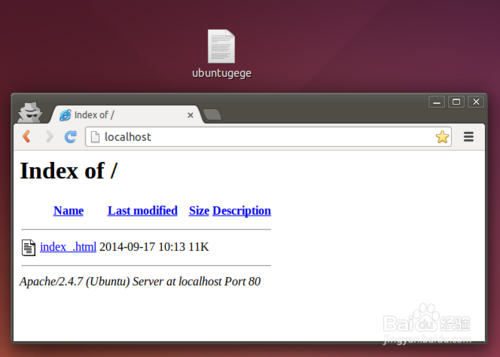 ubuntugege
Index of /
localhost
Index of /
Name Last modified Size Description
index_.html 2014-09-17 10:13 11K
Apache/2.4.7 (Ubuntu) Server at localhost Port 80
Baidu 经验
jingyan.baidu.com